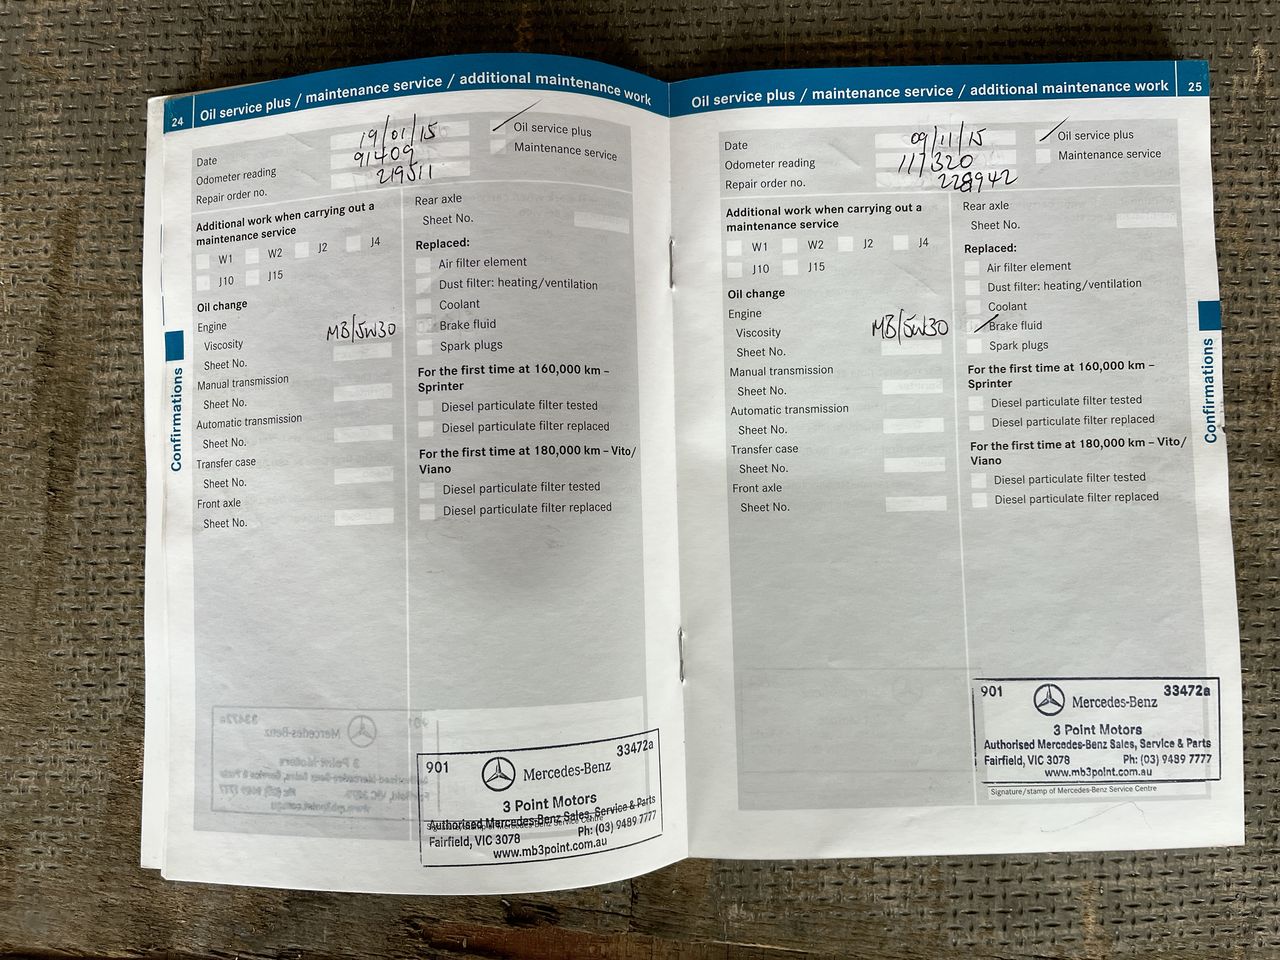 24 Oil service plus / maintenance service / additional maintenance work
Date 19/01/15
Odometer reading 91409
Repair order no. 219511
Oil service plus
Maintenance service
Additional work when carrying out a
maintenance service
W1 W2 J2 J4
J10 J15
Oil change
Engine
Viscosity MB/5W30
Sheet No.
Manual transmission
Sheet No.
Automatic transmission
Sheet No.
Transfer case
Sheet No.
Front axle
Sheet No.
Rear axle
Sheet No.
Replaced:
Air filter element
Dust filter: heating/ventilation
Coolant
Brake fluid
Spark plugs
For the first time at 160,000 km –
Sprinter
Diesel particulate filter tested
Diesel particulate filter replaced
For the first time at 180,000 km – Vito/
Viano
Diesel particulate filter tested
Diesel particulate filter replaced
Confirmations
901 33472a
Mercedes-Benz
3 Point Motors
Authorised Mercedes-Benz Sales, Service & Parts
Fairfield, VIC 3078 Ph: (03) 9489 7777
www.mb3point.com.au
Oil service plus / maintenance service / additional maintenance work 25
Date 09/11/15
Odometer reading 117320
Repair order no. 228942
Oil service plus
Maintenance service
Additional work when carrying out a
maintenance service
W1 W2 J2 J4
J10 J15
Oil change
Engine
Viscosity MB/5W30
Sheet No.
Manual transmission
Sheet No.
Automatic transmission
Sheet No.
Transfer case
Sheet No.
Front axle
Sheet No.
Rear axle
Sheet No.
Replaced:
Air filter element
Dust filter: heating/ventilation
Coolant
Brake fluid
Spark plugs
For the first time at 160,000 km –
Sprinter
Diesel particulate filter tested
Diesel particulate filter replaced
For the first time at 180,000 km – Vito/
Viano
Diesel particulate filter tested
Diesel particulate filter replaced
Confirmations
901 33472a
Mercedes-Benz
3 Point Motors
Authorised Mercedes-Benz Sales, Service & Parts
Fairfield, VIC 3078 Ph: (03) 9489 7777
www.mb3point.com.au
Signature/stamp of Mercedes-Benz Service Centre